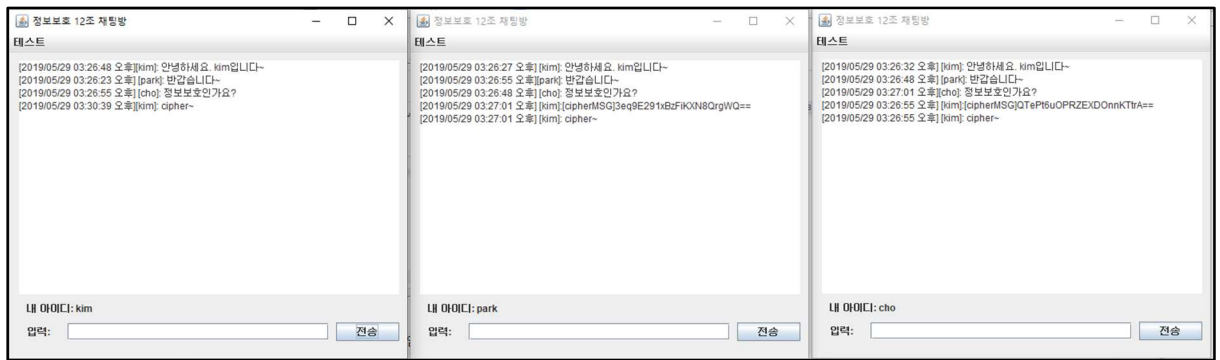 정보보호 12조 채팅방
테스트
[2019/05/29 03:26:48 오후][kim]: 안녕하세요. kim입니다~
[2019/05/29 03:26:23 오후] [park]: 반갑습니다~
[2019/05/29 03:26:55 오후] [cho]: 정보보호인가요?
[2019/05/29 03:30:39 오후][kim]: cipher~
내 아이디: kim
입력:
전송
정보보호 12조 채팅방
테스트
[2019/05/29 03:26:27 오후] [kim]: 안녕하세요. kim입니다~
[2019/05/29 03:26:55 오후][park]: 반갑습니다~
[2019/05/29 03:26:48 오후] [cho]: 정보보호인가요?
[2019/05/29 03:27:01 오후] [kim]:[cipherMSG]3eq9E291xBzFiKXN8QrgWQ==
[2019/05/29 03:27:01 오후] [kim]: cipher~
내 아이디: park
입력:
전송
정보보호 12조 채팅방
테스트
[2019/05/29 03:26:32 오후] [kim]: 안녕하세요. kim입니다~
[2019/05/29 03:26:48 오후] [park]: 반갑습니다~
[2019/05/29 03:27:01 오후][cho]: 정보보호인가요?
[2019/05/29 03:26:55 오후] [kim]:[cipherMSG]QTePt6uOPRZEXDOnnKTtrA==
[2019/05/29 03:26:55 오후] [kim]: cipher~
내 아이디: cho
입력:
전송